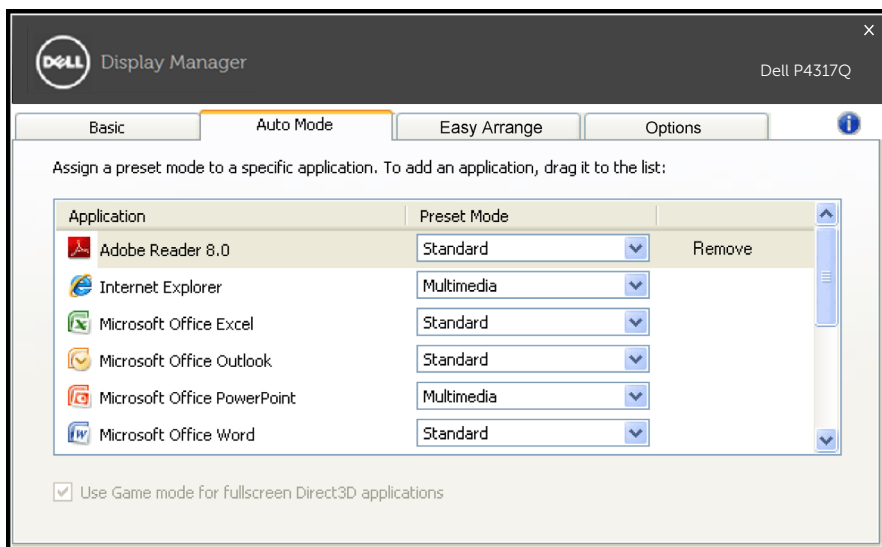 X
DELL Display Manager
Dell P4317Q
Basic Auto Mode Easy Arrange Options i
Assign a preset mode to a specific application. To add an application, drag it to the list:
Application Preset Mode
Adobe Reader 8.0 Standard Remove
Internet Explorer Multimedia
Microsoft Office Excel Standard
Microsoft Office Outlook Standard
Microsoft Office PowerPoint Multimedia
Microsoft Office Word Standard
Use Game mode for fullscreen Direct3D applications